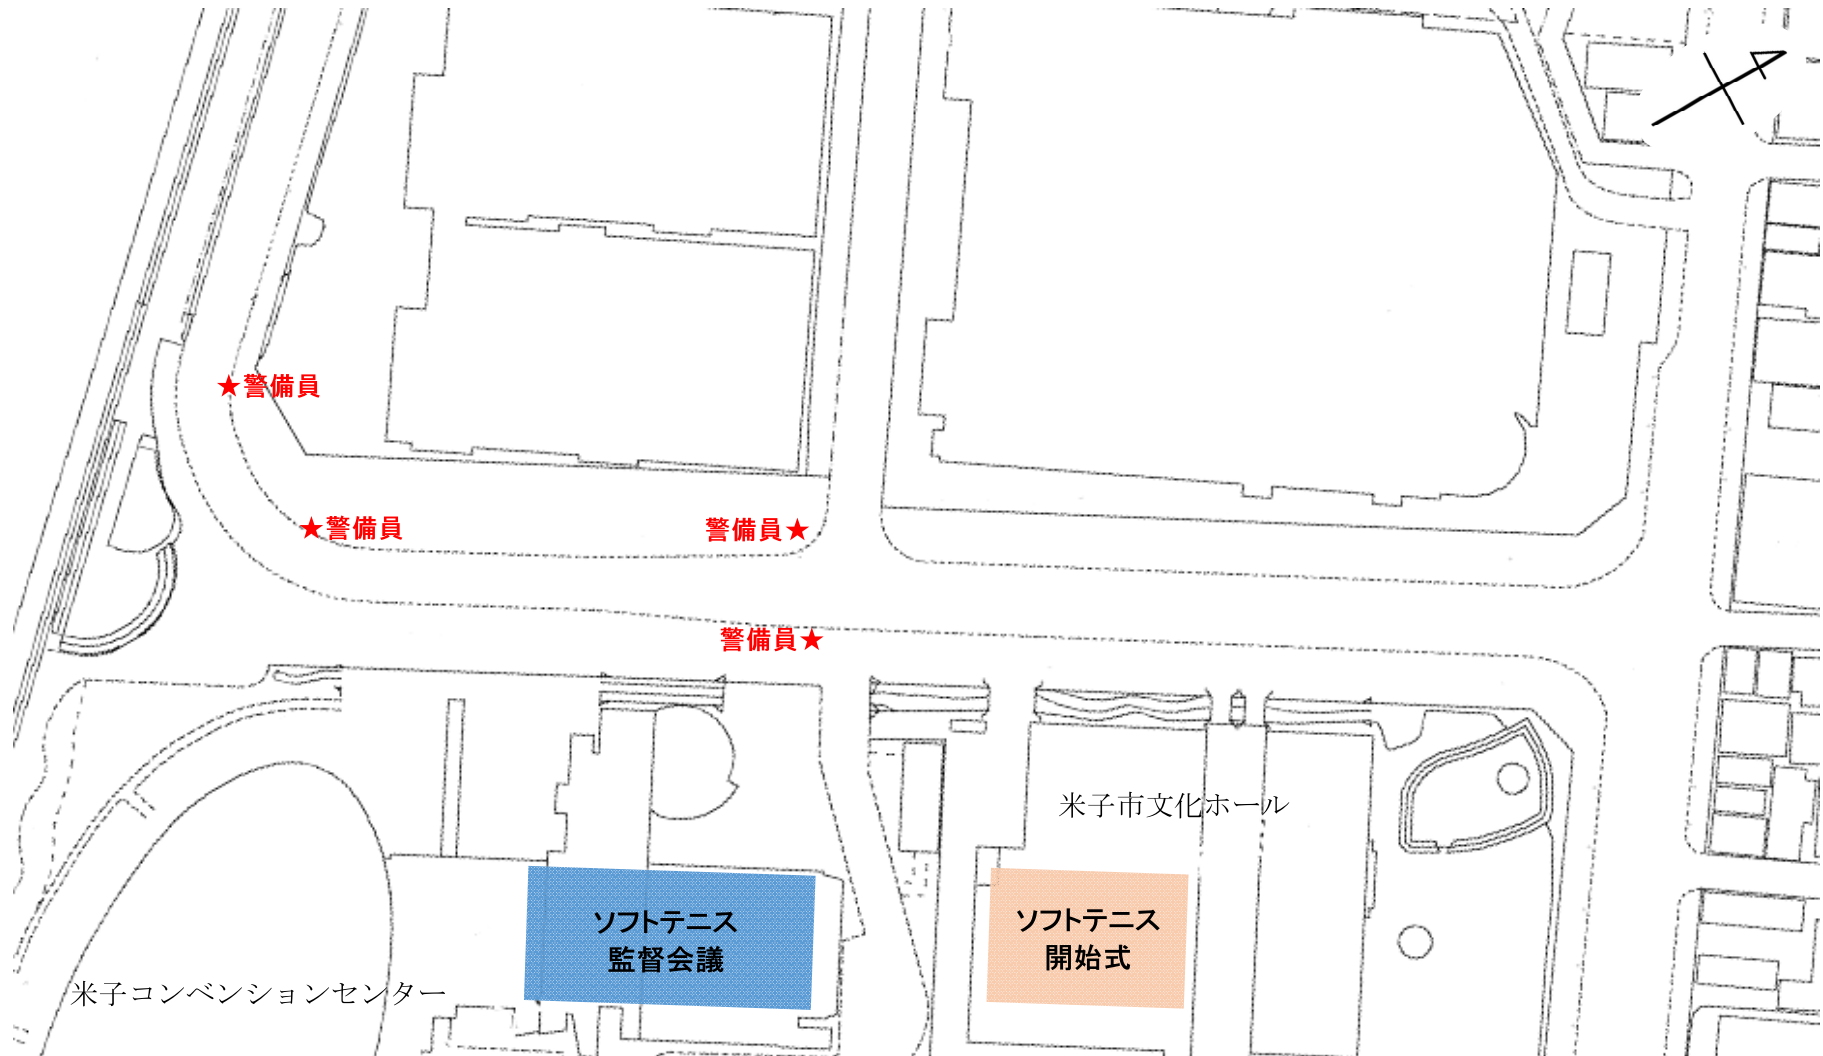 ★警備員
★警備員
警備員★
警備員★
米子市文化ホール
ソフトテニス
監督会議
ソフトテニス
開始式
米子コンベンションセンター